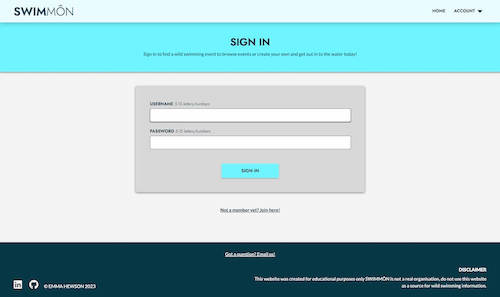 SWIMMŌN
HOME
ACCOUNT
SIGN IN
Sign in to find a wild swimming event to browse events or create your own and get out in to the water today!
USERNAME 5-15 letters/numbers
PASSWORD 5-15 letters/numbers
SIGN IN
Not a member yet? Join here!
Got a question? Email us!
DISCLAIMER
This website was created for educational purposes only SWIMMŌN is not a real organisation, do not use this website
as a source for wild swimming information.
© EMMA HEWSON 2023